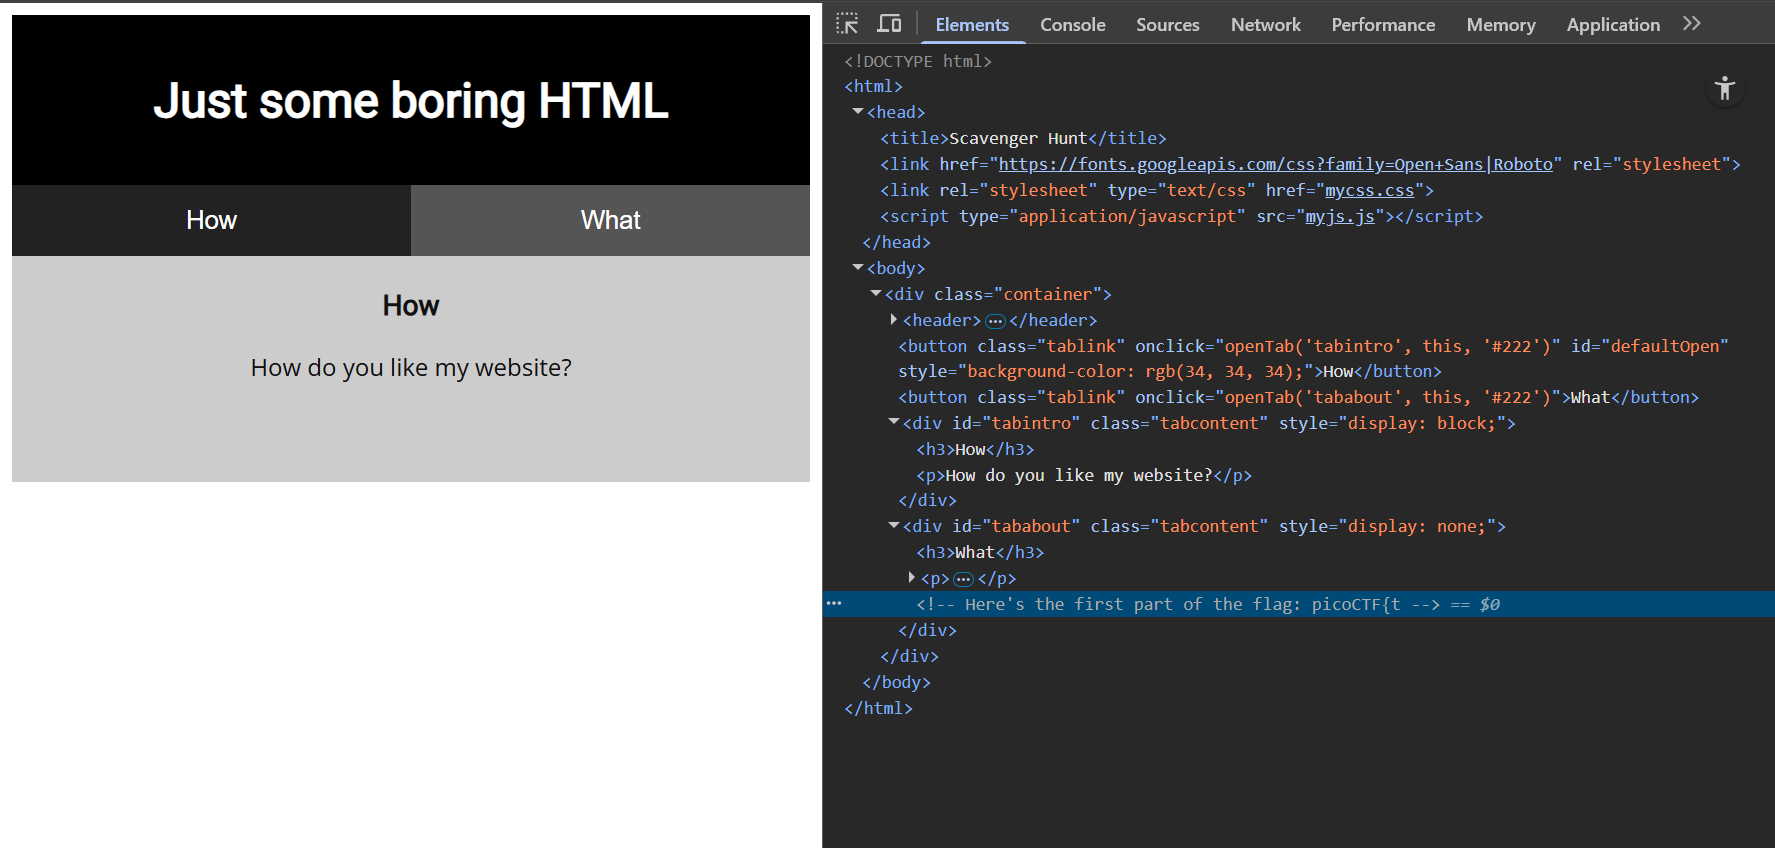 Just some boring HTML
How What
How
How do you like my website?
Elements Console Sources Network Performance Memory Application
<!DOCTYPE html>
<html>
<head>
<title>Scavenger Hunt</title>
<link href="https://fonts.googleapis.com/css?family=Open+Sans|Roboto" rel="stylesheet">
<link rel="stylesheet" type="text/css" href="mycss.css">
<script type="application/javascript" src="myjs.js"></script>
</head>
<body>
<div class="container">
<header>…</header>
<button class="tablink" onclick="openTab('tabintro', this, '#222')" id="defaultOpen"
style="background-color: rgb(34, 34, 34);">How</button>
<button class="tablink" onclick="openTab('tababout', this, '#222')">What</button>
<div id="tabintro" class="tabcontent" style="display: block;">
<h3>How</h3>
<p>How do you like my website?</p>
</div>
<div id="tababout" class="tabcontent" style="display: none;">
<h3>What</h3>
<p>…</p>
<!-- Here's the first part of the flag: picoCTF{t --> == $0
</div>
</div>
</body>
</html>